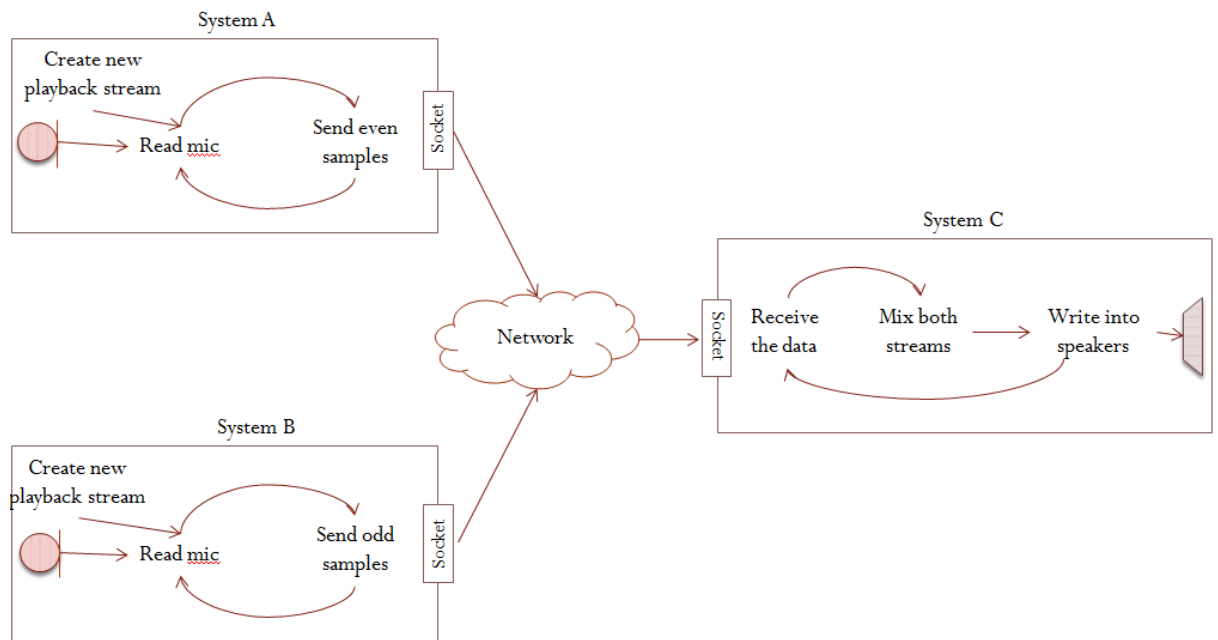 System A
Create new
playback stream
Read mic
Send even
samples
Socket
System C
Network
Socket
Receive
the data
Mix both
streams
Write into
speakers
System B
Create new
playback stream
Read mic
Send odd
samples
Socket